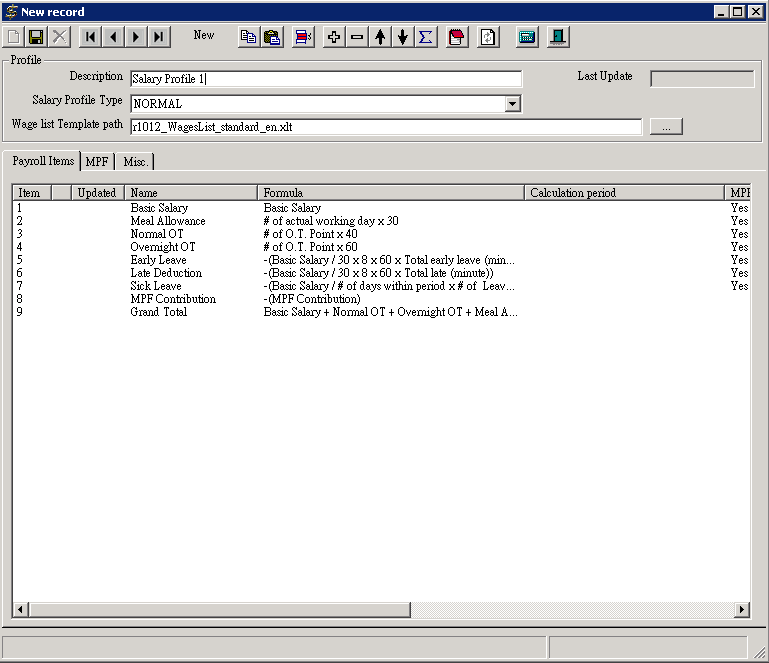 New record
New
Profile
Description Salary Profile 1 Last Update
Salary Profile Type NORMAL
Wage list Template path r1012_WagesList_standard_en.xlt ...
Payroll Items MPF Misc.
Item Updated Name Formula Calculation period MPF
1 Basic Salary Basic Salary Yes
2 Meal Allowance # of actual working day x 30 Yes
3 Normal OT # of O.T. Point x 40 Yes
4 Overnight OT # of O.T. Point x 60 Yes
5 Early Leave -(Basic Salary / 30 x 8 x 60 x Total early leave (min... Yes
6 Late Deduction -(Basic Salary / 30 x 8 x 60 x Total late (minute)) Yes
7 Sick Leave -(Basic Salary / # of days within period x # of Leav... Yes
8 MPF Contribution -(MPF Contribution)
9 Grand Total Basic Salary + Normal OT + Overnight OT + Meal A...